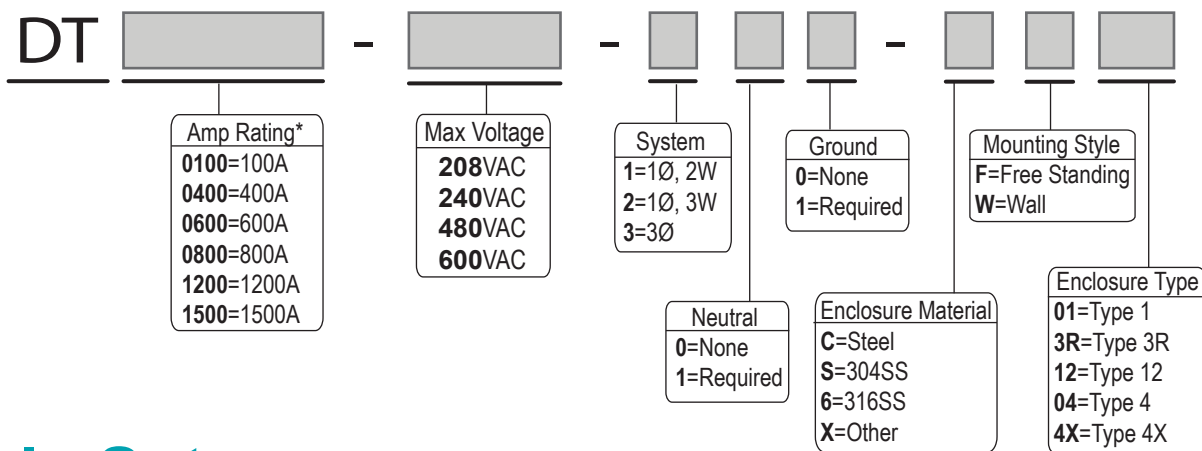 DT - - -
Amp Rating*
0100=100A
0400=400A
0600=600A
0800=800A
1200=1200A
1500=1500A
Max Voltage
208VAC
240VAC
480VAC
600VAC
System
1=1Ø, 2W
2=1Ø, 3W
3=3Ø
Neutral
0=None
1=Required
Ground
0=None
1=Required
Enclosure Material
C=Steel
S=304SS
6=316SS
X=Other
Mounting Style
F=Free Standing
W=Wall
Enclosure Type
01=Type 1
3R=Type 3R
12=Type 12
04=Type 4
4X=Type 4X